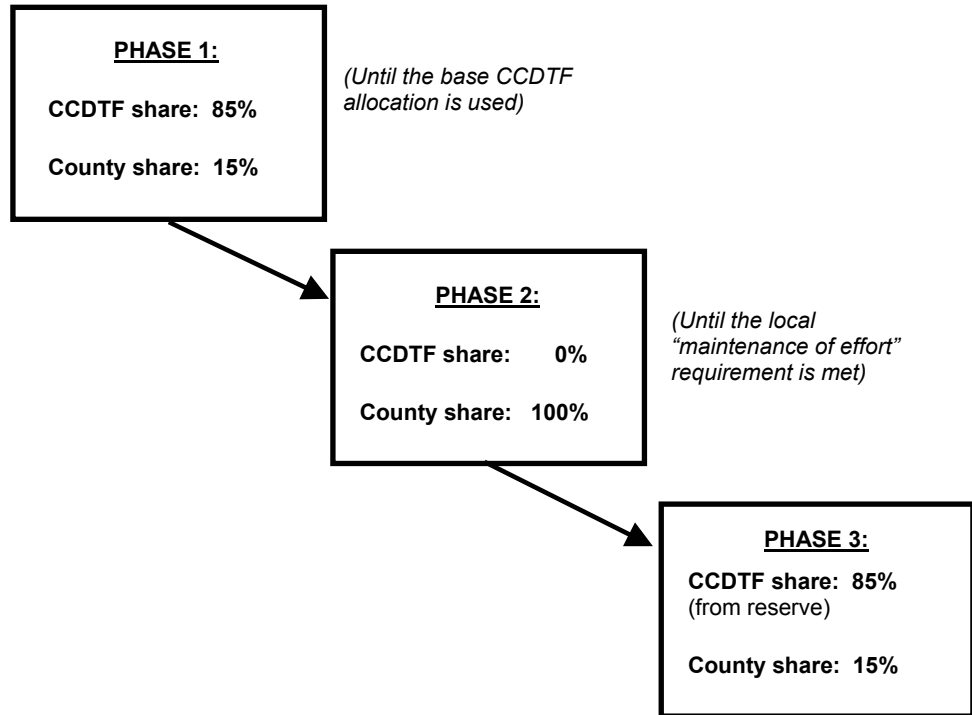 PHASE 1:
CCDTF share: 85%
County share: 15%
(Until the base CCDTF
allocation is used)
PHASE 2:
CCDTF share: 0%
County share: 100%
(Until the local
“maintenance of effort”
requirement is met)
PHASE 3:
CCDTF share: 85%
(from reserve)
County share: 15%